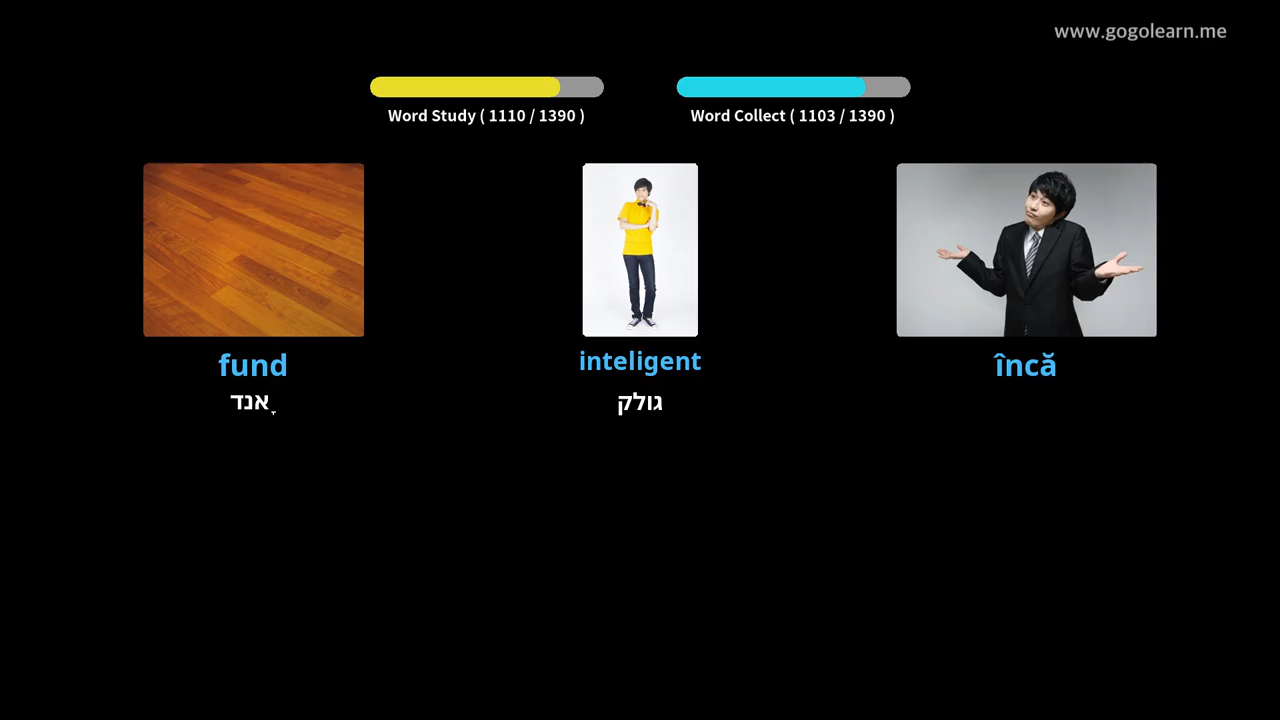 www.gogolearn.me
Word Study ( 1110 / 1390 )
Word Collect ( 1103 / 1390 )
fund
inteligent
încă
ָאנד
גולק